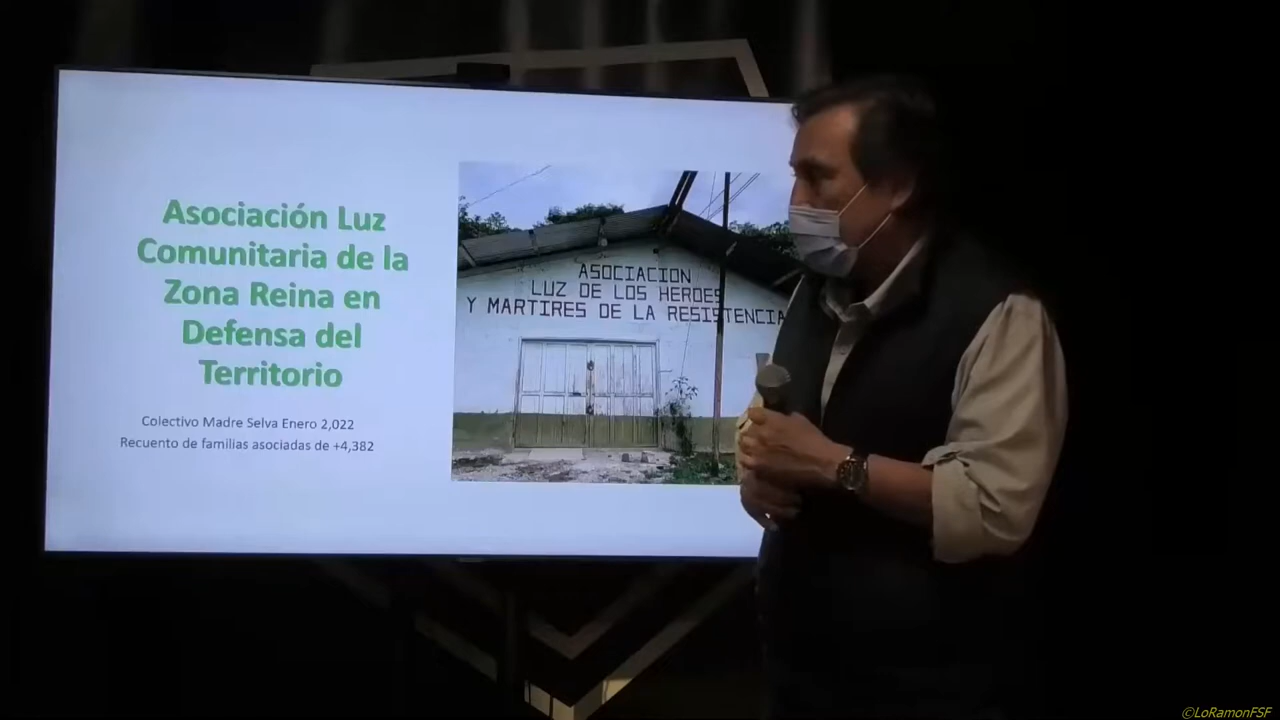 Asociación Luz
Comunitaria de la
Zona Reina en
Defensa del
Territorio
Colectivo Madre Selva Enero 2,022
Recuento de familias asociadas de +4,382
ASOCIACION
LUZ DE LOS HEROES
Y MARTIRES DE LA RESISTENCIA
©LoRamonFSF